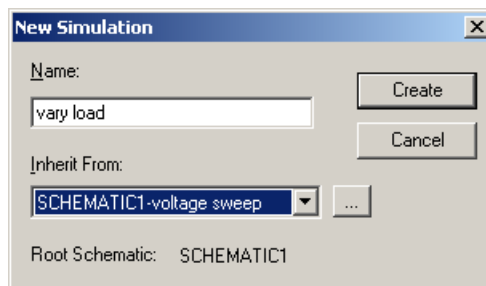 New Simulation
Name:
vary load
Create
Cancel
Inherit From:
SCHEMATIC1-voltage sweep
...
Root Schematic: SCHEMATIC1